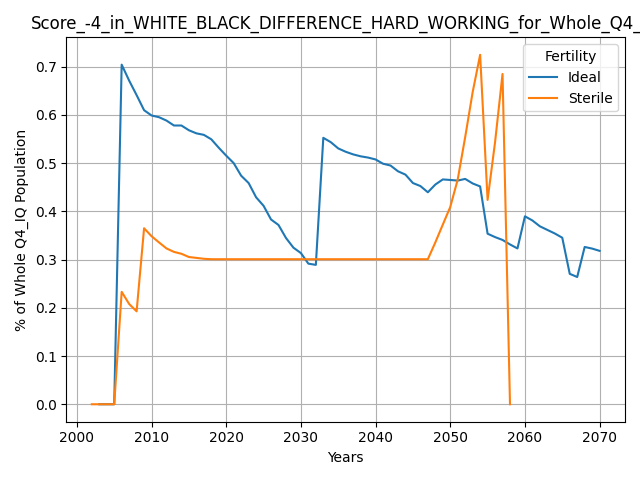 Score_-4_in_WHITE_BLACK_DIFFERENCE_HARD_WORKING_for_Whole_Q4_
% of Whole Q4_IQ Population
0.7
0.6
0.5
0.4
0.3
0.2
0.1
0.0
Fertility
Ideal
Sterile
2000 2010 2020 2030 2040 2050 2060 2070
Years